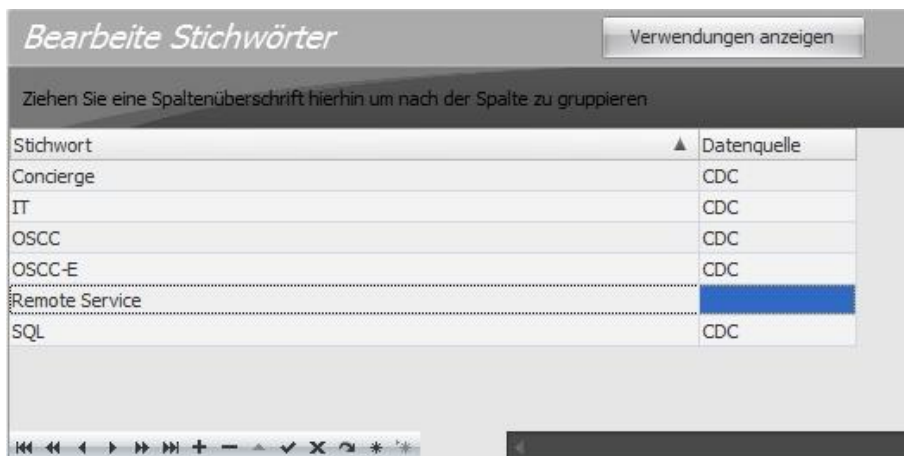 Bearbeite Stichwörter
Verwendungen anzeigen
Ziehen Sie eine Spaltenüberschrift hierhin um nach der Spalte zu gruppieren
Stichwort Datenquelle
Concierge CDC
IT CDC
OSCC CDC
OSCC-E CDC
Remote Service
SQL CDC